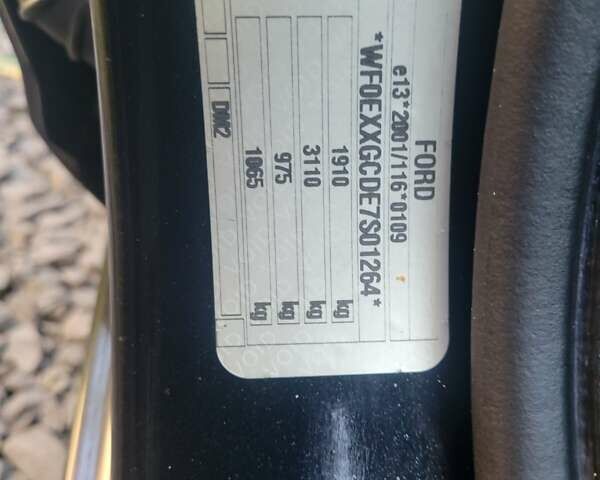 FORD
e13*2001/116*0109
*WF0EXXGCDE7S01264*
1910 kg
3110 kg
975 kg
1065 kg
DM2